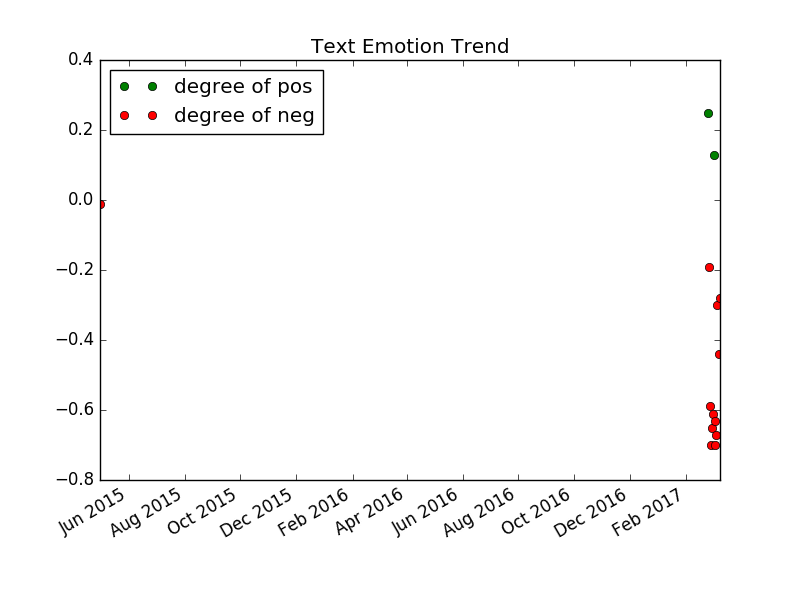 Text Emotion Trend
degree of pos
degree of neg
0.4
0.2
0.0
−0.2
−0.4
−0.6
−0.8
Jun 2015
Aug 2015
Oct 2015
Dec 2015
Feb 2016
Apr 2016
Jun 2016
Aug 2016
Oct 2016
Dec 2016
Feb 2017